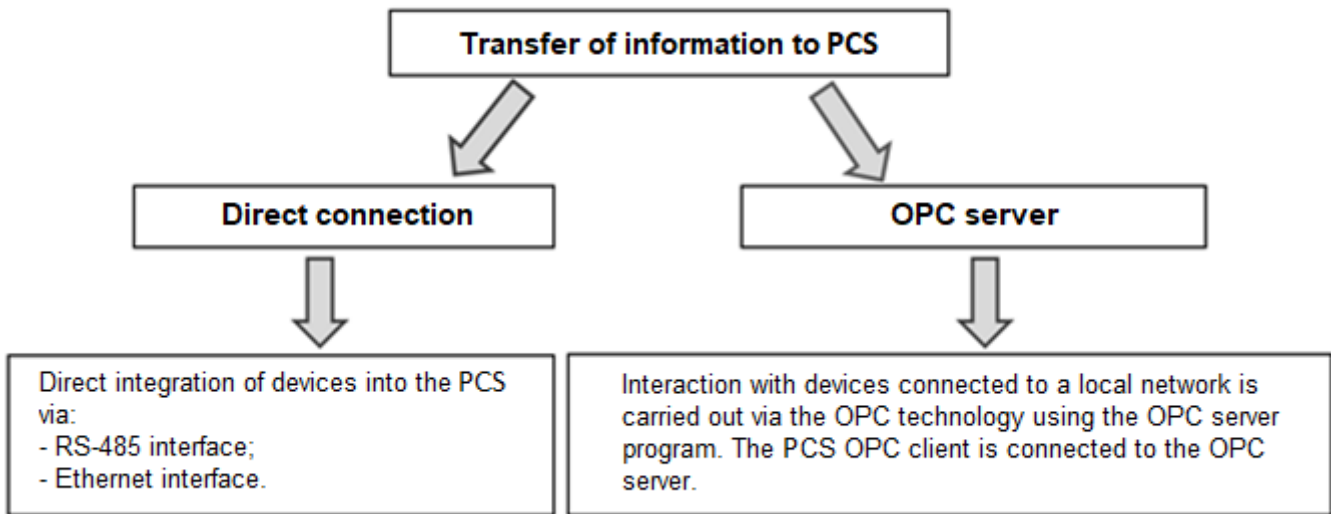 Transfer of information to PCS
Direct connection
OPC server
Direct integration of devices into the PCS
via:
- RS-485 interface;
- Ethernet interface.
Interaction with devices connected to a local network is
carried out via the OPC technology using the OPC server
program. The PCS OPC client is connected to the OPC
server.